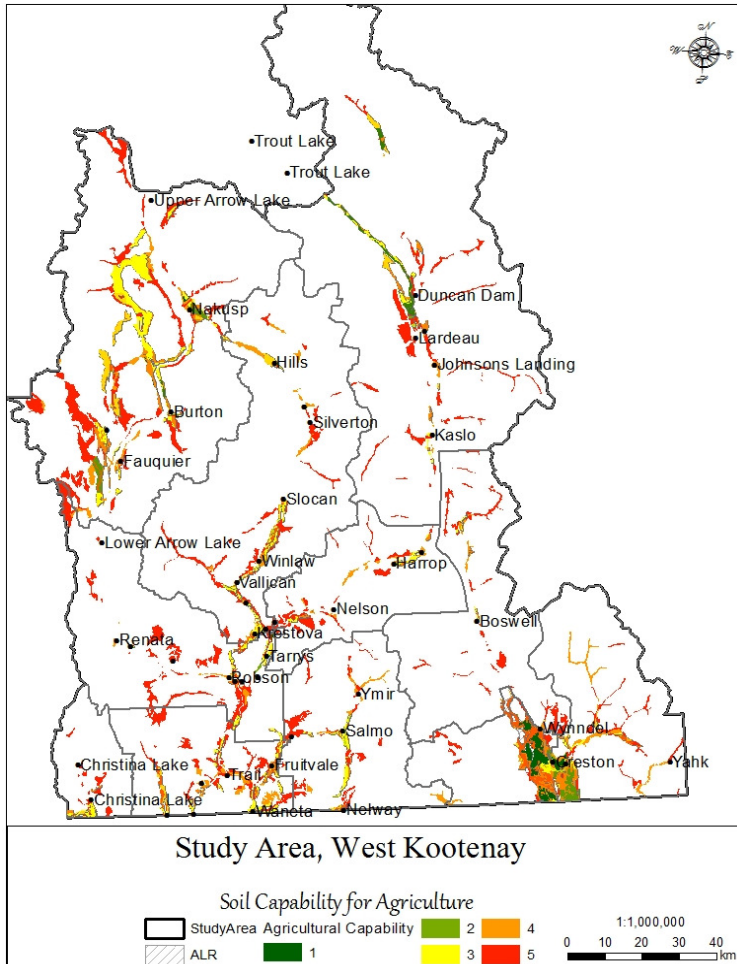 N
W
Trout Lake
Trout Lake
Upper Arrow Lake
Duncan Dam
Nakusp
Lardeau
Hills
Johnsons Landing
Burton
Silverton
Kaslo
Fauquier
Slocan
Lower Arrow Lake
Winlaw
Harrop
Vallican
Nelson
Boswell
Krestova
Renata
Tarrys
Robson
Ymir
Salmo
Wynndel
Christina Lake
Fruitvale
Creston
Yahk
Trail
Christina Lake
Waneta
Nelway
Study Area, West Kootenay
Soil Capability for Agriculture
StudyArea Agricultural Capability 2 4 1:1,000,000
ALR 1 3 5 0 10 20 30 40
km